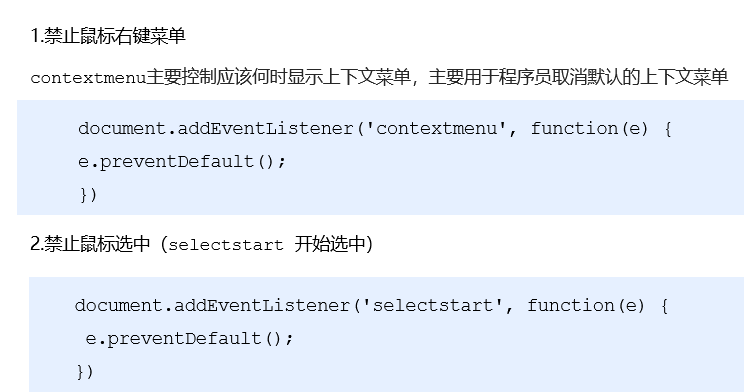 1.禁止鼠标右键菜单
contextmenu主要控制应该何时显示上下文菜单，主要用于程序员取消默认的上下文菜单
document.addEventListener('contextmenu', function(e) {
e.preventDefault();
})
2.禁止鼠标选中（selectstart 开始选中）
document.addEventListener('selectstart', function(e) {
e.preventDefault();
})